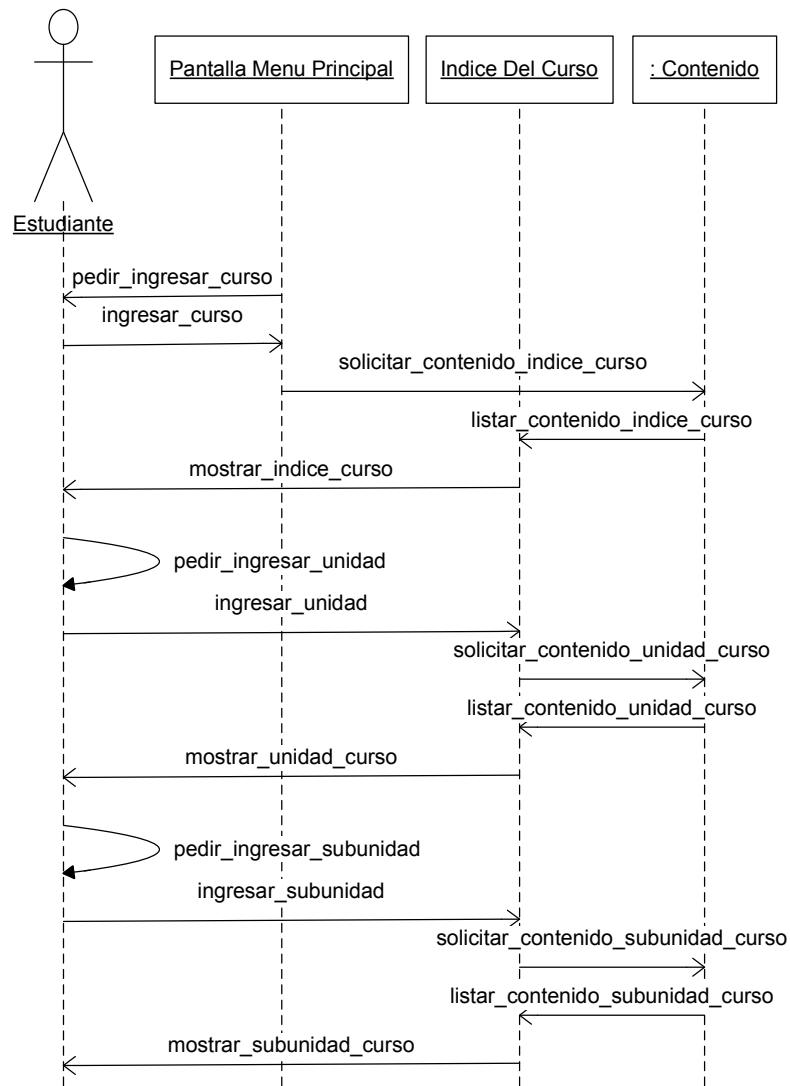 Pantalla Menu Principal
Indice Del Curso
: Contenido
Estudiante
pedir_ingresar_curso
ingresar_curso
solicitar_contenido_indice_curso
listar_contenido_indice_curso
mostrar_indice_curso
pedir_ingresar_unidad
ingresar_unidad
solicitar_contenido_unidad_curso
listar_contenido_unidad_curso
mostrar_unidad_curso
pedir_ingresar_subunidad
ingresar_subunidad
solicitar_contenido_subunidad_curso
listar_contenido_subunidad_curso
mostrar_subunidad_curso